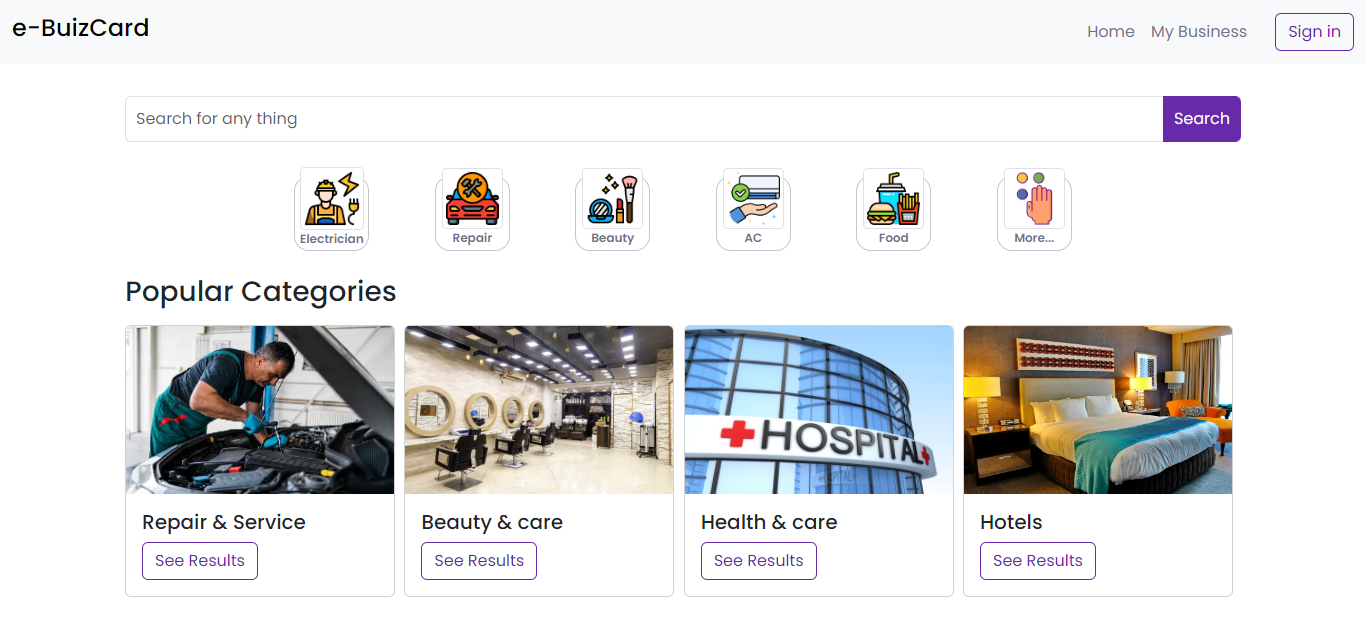 e-BuizCard
Home My Business Sign in
Search for any thing Search
Electrician Repair Beauty AC Food More...
Popular Categories
HOSPITAL
Repair & Service Beauty & care Health & care Hotels
See Results See Results See Results See Results